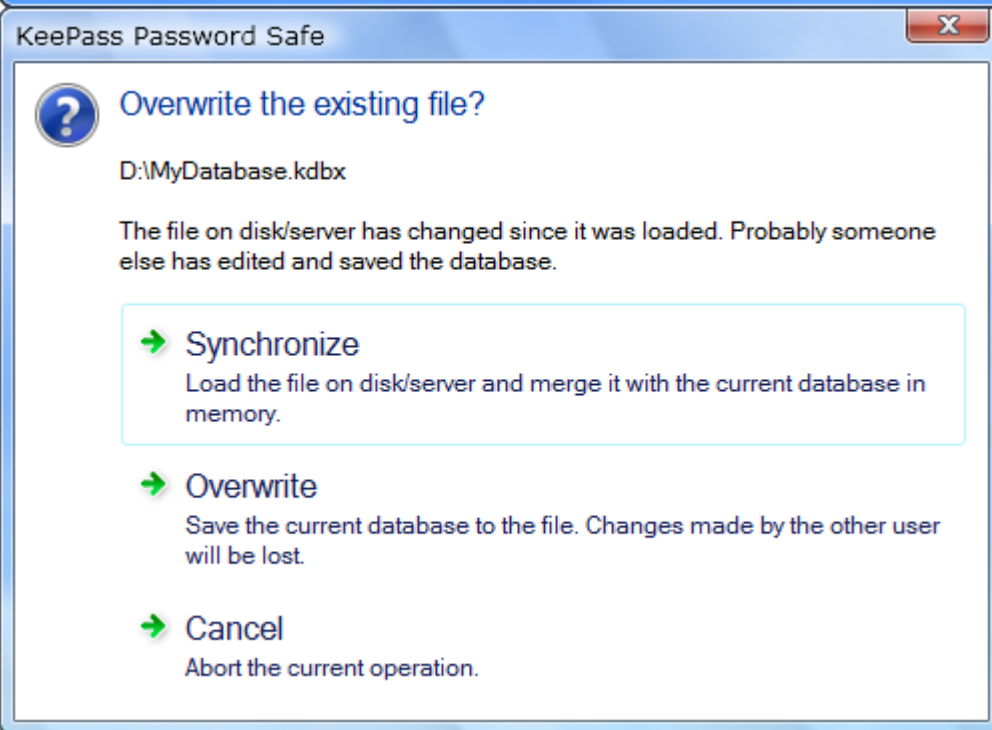 KeePass Password Safe
Overwrite the existing file?
D:\MyDatabase.kdbx
The file on disk/server has changed since it was loaded. Probably someone
else has edited and saved the database.
Synchronize
Load the file on disk/server and merge it with the current database in
memory.
Overwrite
Save the current database to the file. Changes made by the other user
will be lost.
Cancel
Abort the current operation.